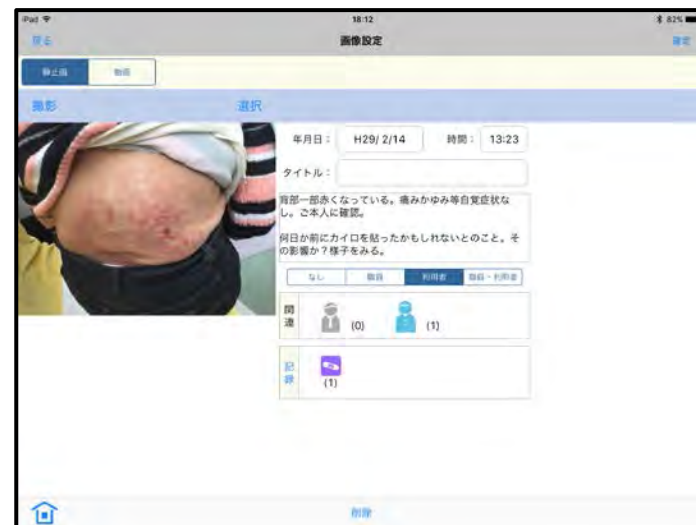 iPad 18:12 82%
戻る 画像設定 確定
静止画 動画
撮影 選択
年月日： H29/ 2/14 時間： 13:23
タイトル：
背部一部赤くなっている。痛みかゆみ等自覚症状な
し。ご本人に確認。
何日か前にカイロを貼ったかもしれないとのこと。そ
の影響か？様子をみる。
なし 職員 利用者 職員・利用者
関連 (0) (1)
記録 (1)
削除